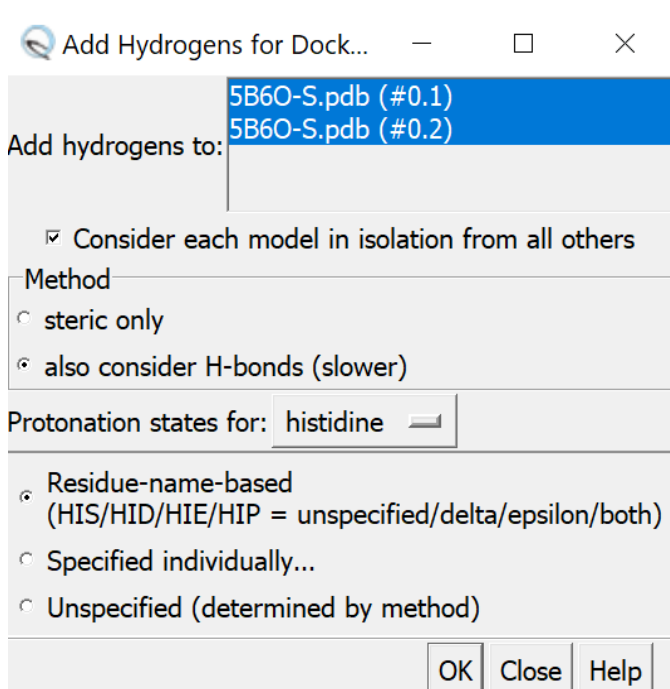 Add Hydrogens for Dock...
5B6O-S.pdb (#0.1)
5B6O-S.pdb (#0.2)
Add hydrogens to:
Consider each model in isolation from all others
Method
steric only
also consider H-bonds (slower)
Protonation states for: histidine
Residue-name-based
(HIS/HID/HIE/HIP = unspecified/delta/epsilon/both)
Specified individually...
Unspecified (determined by method)
OK Close Help